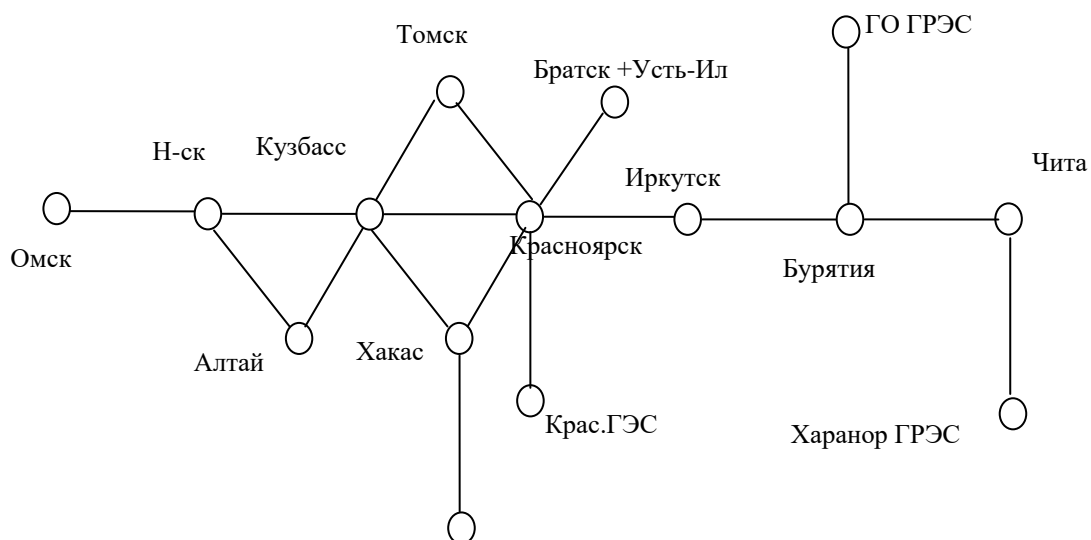 ГО ГРЭС
Томск
Братск +Усть-Ил
Н-ск
Кузбасс
Чита
Иркутск
Красноярск
Омск
Бурятия
Алтай
Хакас
Крас.ГЭС
Харанор ГРЭС